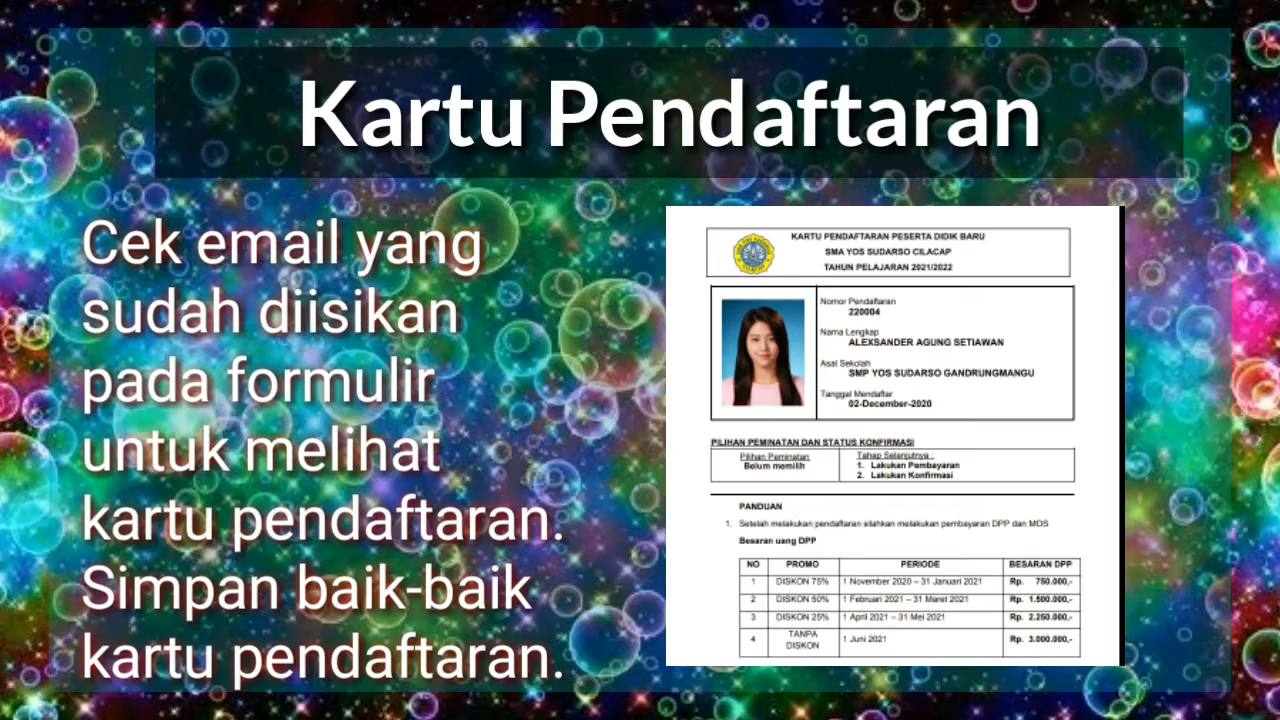 Kartu Pendaftaran
Cek email yang
sudah diisikan
pada formulir
untuk melihat
kartu pendaftaran.
Simpan baik-baik
kartu pendaftaran.
KARTU PENDAFTARAN PESERTA DIDIK BARU
SMA YOS SUDARSO CILACAP
TAHUN PELAJARAN 2021/2022
Nomor Pendaftaran
220004
Nama Lengkap
ALEXSANDER AGUNG SETIAWAN
Asal Sekolah
SMP YOS SUDARSO GANDRUNGMANGU
Tanggal Mendaftar
02-December-2020
PILIHAN PEMINATAN DAN STATUS KONFIRMASI
Pilihan Peminatan
Belum memilih
Tahap Selanjutnya :
1. Lakukan Pembayaran
2. Lakukan Konfirmasi
PANDUAN
1. Setelah melakukan pendaftaran silahkan melakukan pembayaran DPP dan MOS
Besaran uang DPP
NO PROMO PERIODE BESARAN DPP
1 DISKON 75% 1 November 2020 – 31 Januari 2021 Rp. 750.000,-
2 DISKON 50% 1 Februari 2021 – 31 Maret 2021 Rp. 1.500.000,-
3 DISKON 25% 1 April 2021 – 31 Mei 2021 Rp. 2.250.000,-
4 TANPA DISKON 1 Juni 2021 Rp. 3.000.000,-